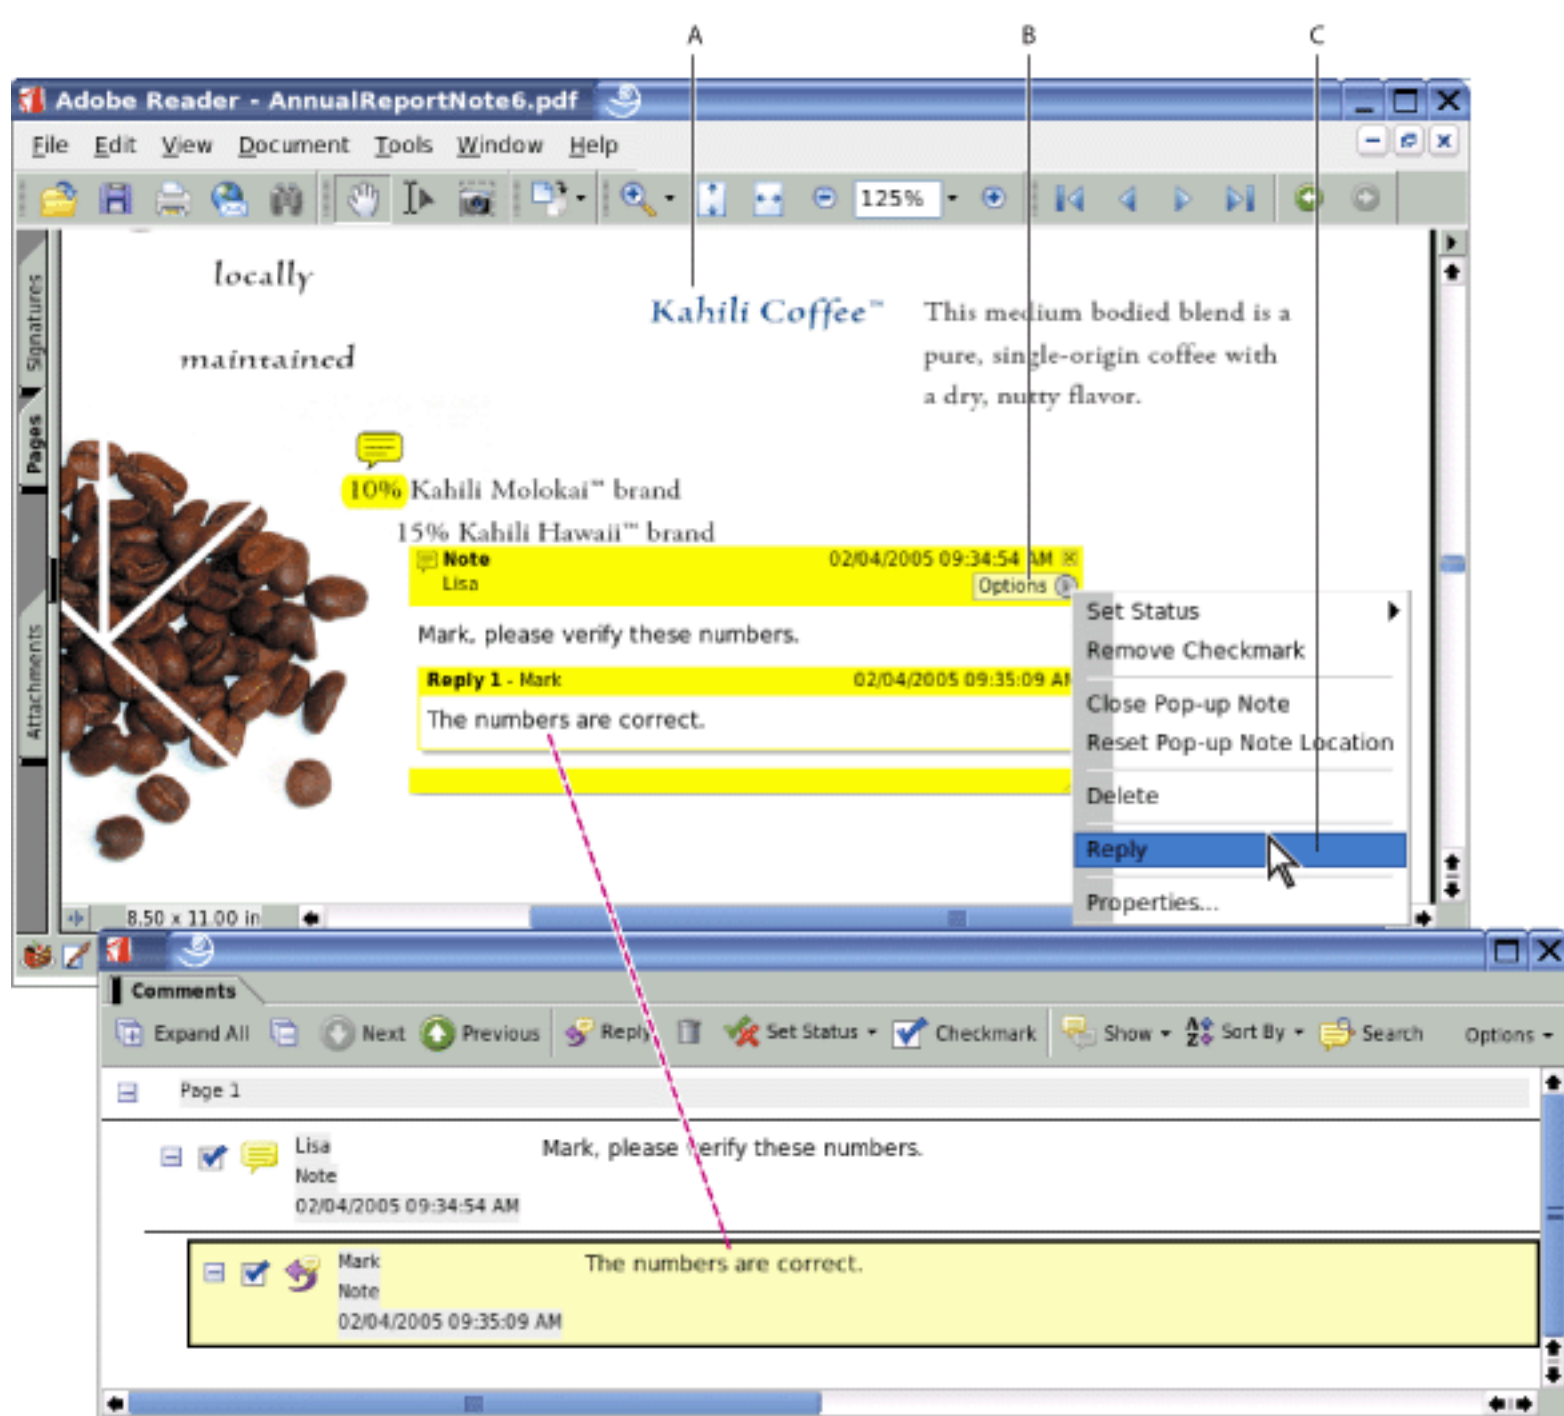 A B C
Adobe Reader - AnnualReportNote6.pdf
File Edit View Document Tools Window Help
125%
locally
maintained
Kahili Coffee™
This medium bodied blend is a
pure, single-origin coffee with
a dry, nutty flavor.
Signatures
Pages
Attachments
10% Kahili Molokai™ brand
15% Kahili Hawaii™ brand
Note 02/04/2005 09:34:54 AM
Lisa Options
Mark, please verify these numbers.
Reply 1 - Mark 02/04/2005 09:35:09 AM
The numbers are correct.
Set Status
Remove Checkmark
Close Pop-up Note
Reset Pop-up Note Location
Delete
Reply
Properties...
8.50 x 11.00 in
Comments
Expand All Next Previous Reply Set Status Checkmark Show Sort By Search Options
Page 1
Lisa Mark, please verify these numbers.
Note
02/04/2005 09:34:54 AM
Mark The numbers are correct.
Note
02/04/2005 09:35:09 AM